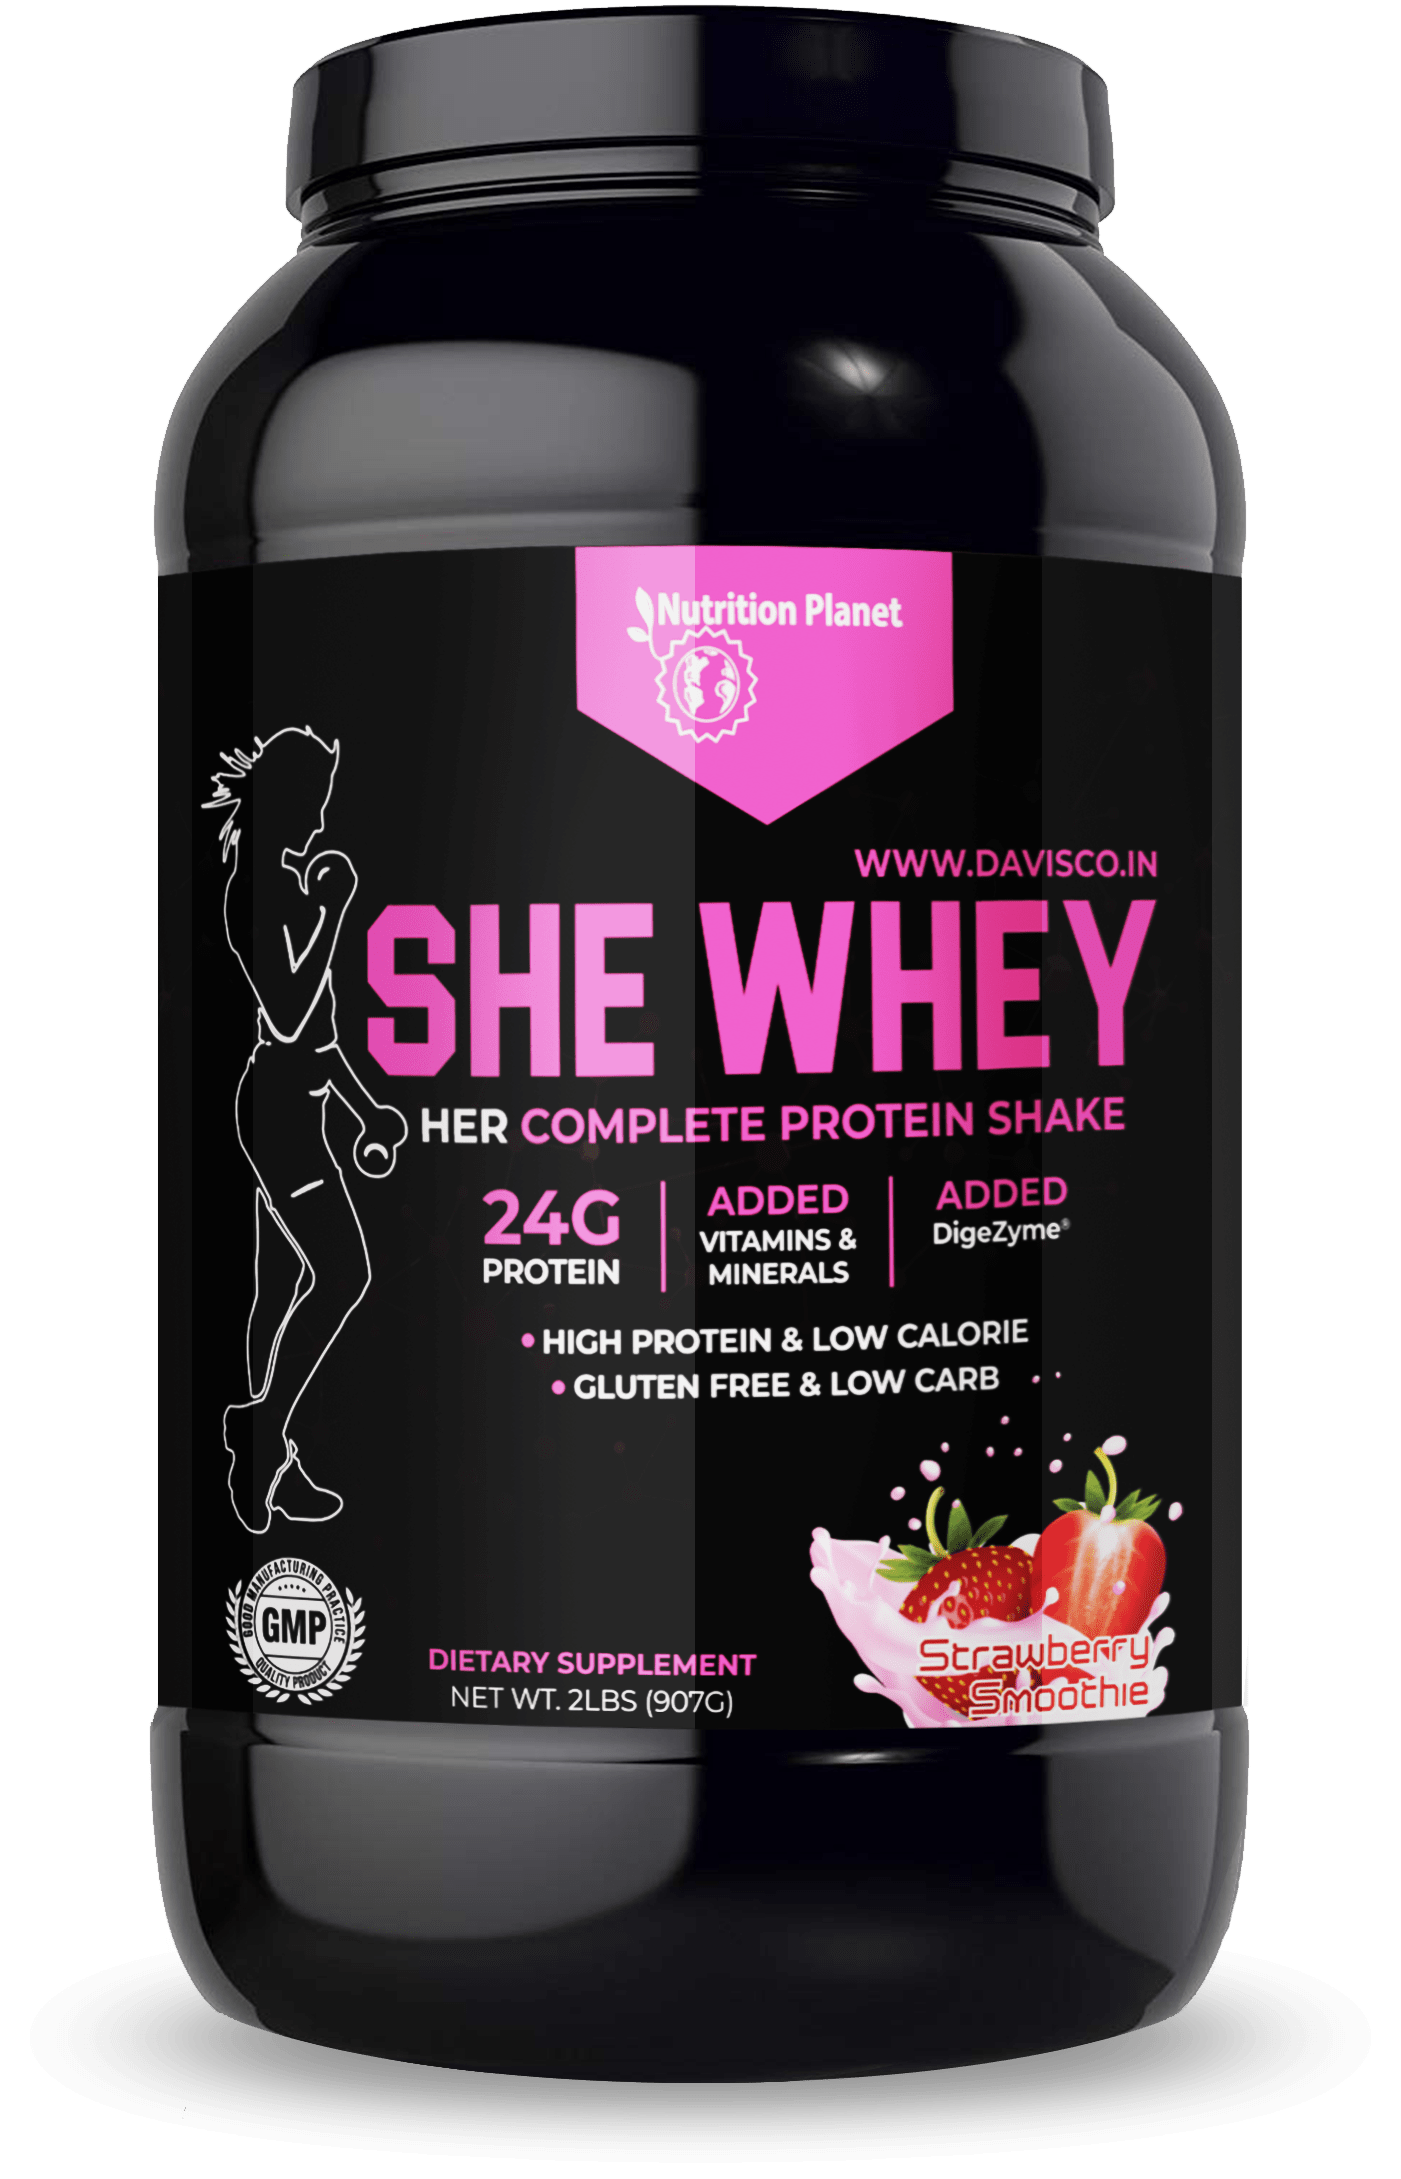 Nutrition Planet
WWW.DAVISCO.IN
SHE WHEY
HER COMPLETE PROTEIN SHAKE
24G
PROTEIN
ADDED
VITAMINS &
MINERALS
ADDED
DigeZyme®
• HIGH PROTEIN & LOW CALORIE
• GLUTEN FREE & LOW CARB
GOOD MANUFACTURING PRACTICE
GMP
QUALITY PRODUCT
DIETARY SUPPLEMENT
NET WT. 2LBS (907G)
Strawberry
Smoothie